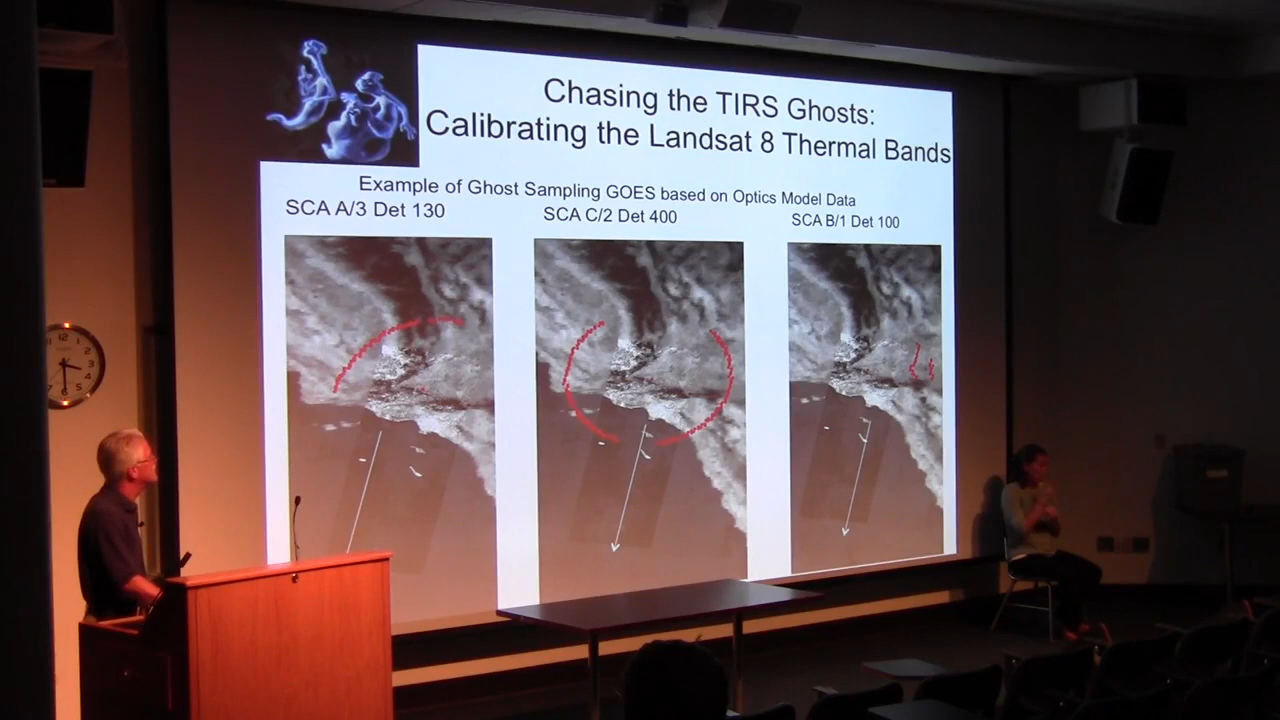 Chasing the TIRS Ghosts:
Calibrating the Landsat 8 Thermal Bands
Example of Ghost Sampling GOES based on Optics Model Data
SCA A/3 Det 130
SCA C/2 Det 400
SCA B/1 Det 100